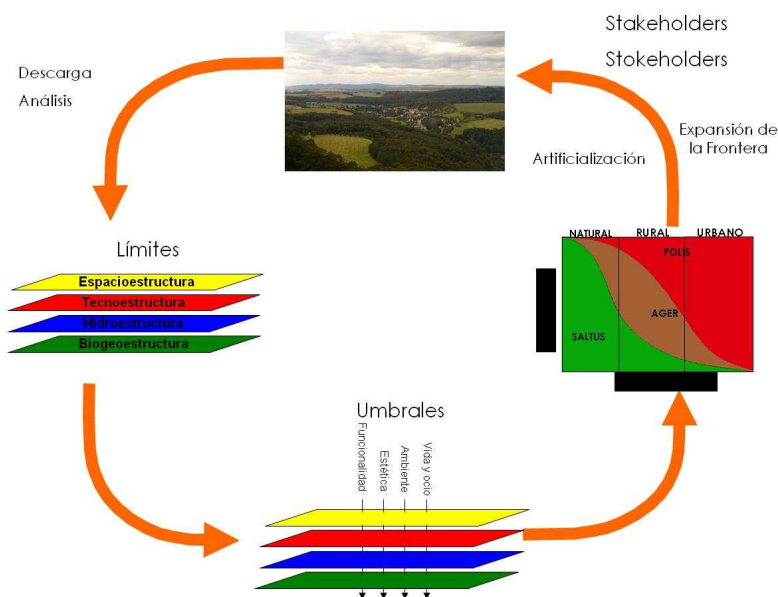 Stakeholders
Stokeholders
Descarga
Análisis
Expansión de
la Frontera
Artificialización
NATURAL
RURAL
URBANO
POLIS
AGER
SALTUS
Límites
Espacioestructura
Tecnoestructura
Hidroestructura
Biogeoestructura
Umbrales
Funcionalidad
Estética
Ambiente
Vida y ocio